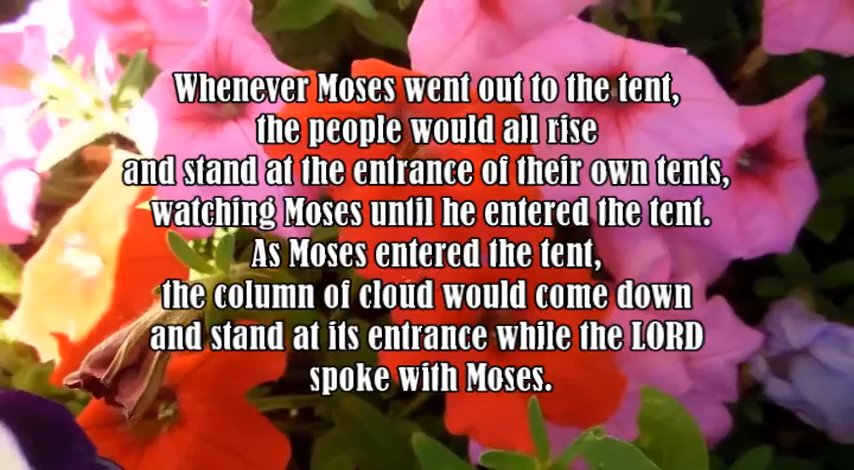 Whenever Moses went out to the tent,
the people would all rise
and stand at the entrance of their own tents,
watching Moses until he entered the tent.
As Moses entered the tent,
the column of cloud would come down
and stand at its entrance while the LORD
spoke with Moses.